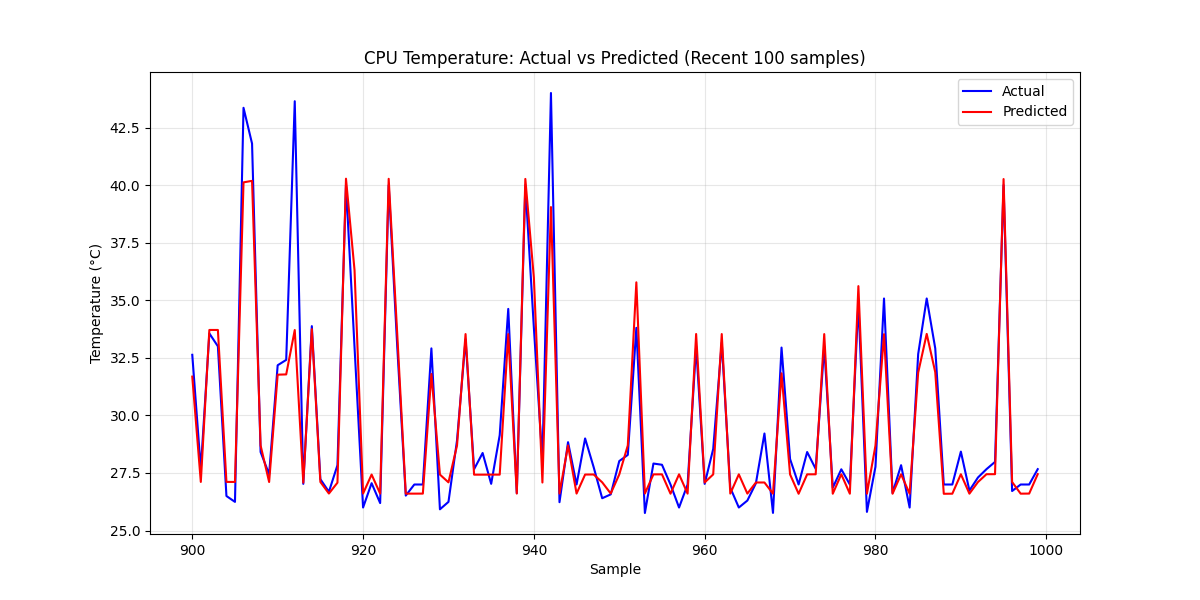 CPU Temperature: Actual vs Predicted (Recent 100 samples)
Actual
Predicted
Temperature (°C)
42.5
40.0
37.5
35.0
32.5
30.0
27.5
25.0
900 920 940 960 980 1000
Sample